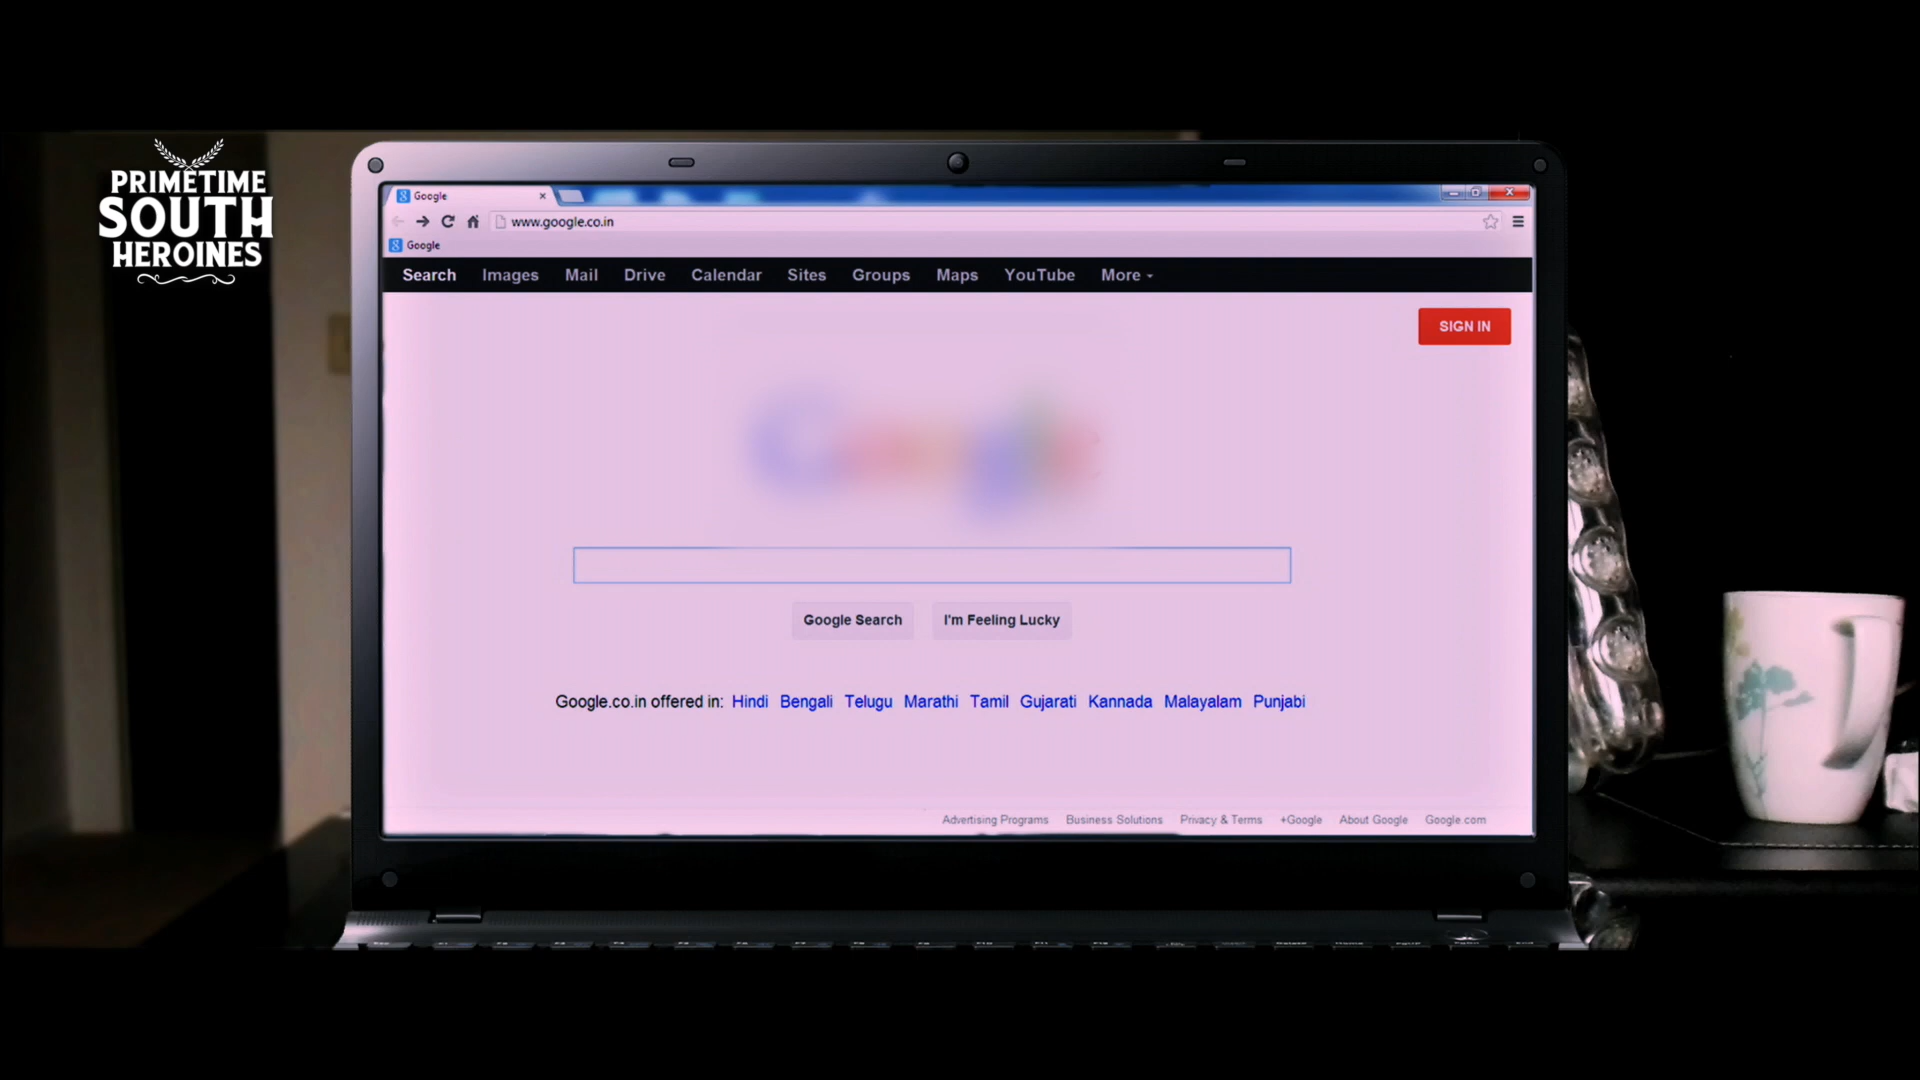 PRIMETIME
SOUTH
HEROINES
Google
www.google.co.in
Google
Search Images Mail Drive Calendar Sites Groups Maps YouTube More
SIGN IN
Google
Google Search I'm Feeling Lucky
Google.co.in offered in: Hindi Bengali Telugu Marathi Tamil Gujarati Kannada Malayalam Punjabi
Advertising Programs Business Solutions Privacy & Terms +Google About Google Google.com